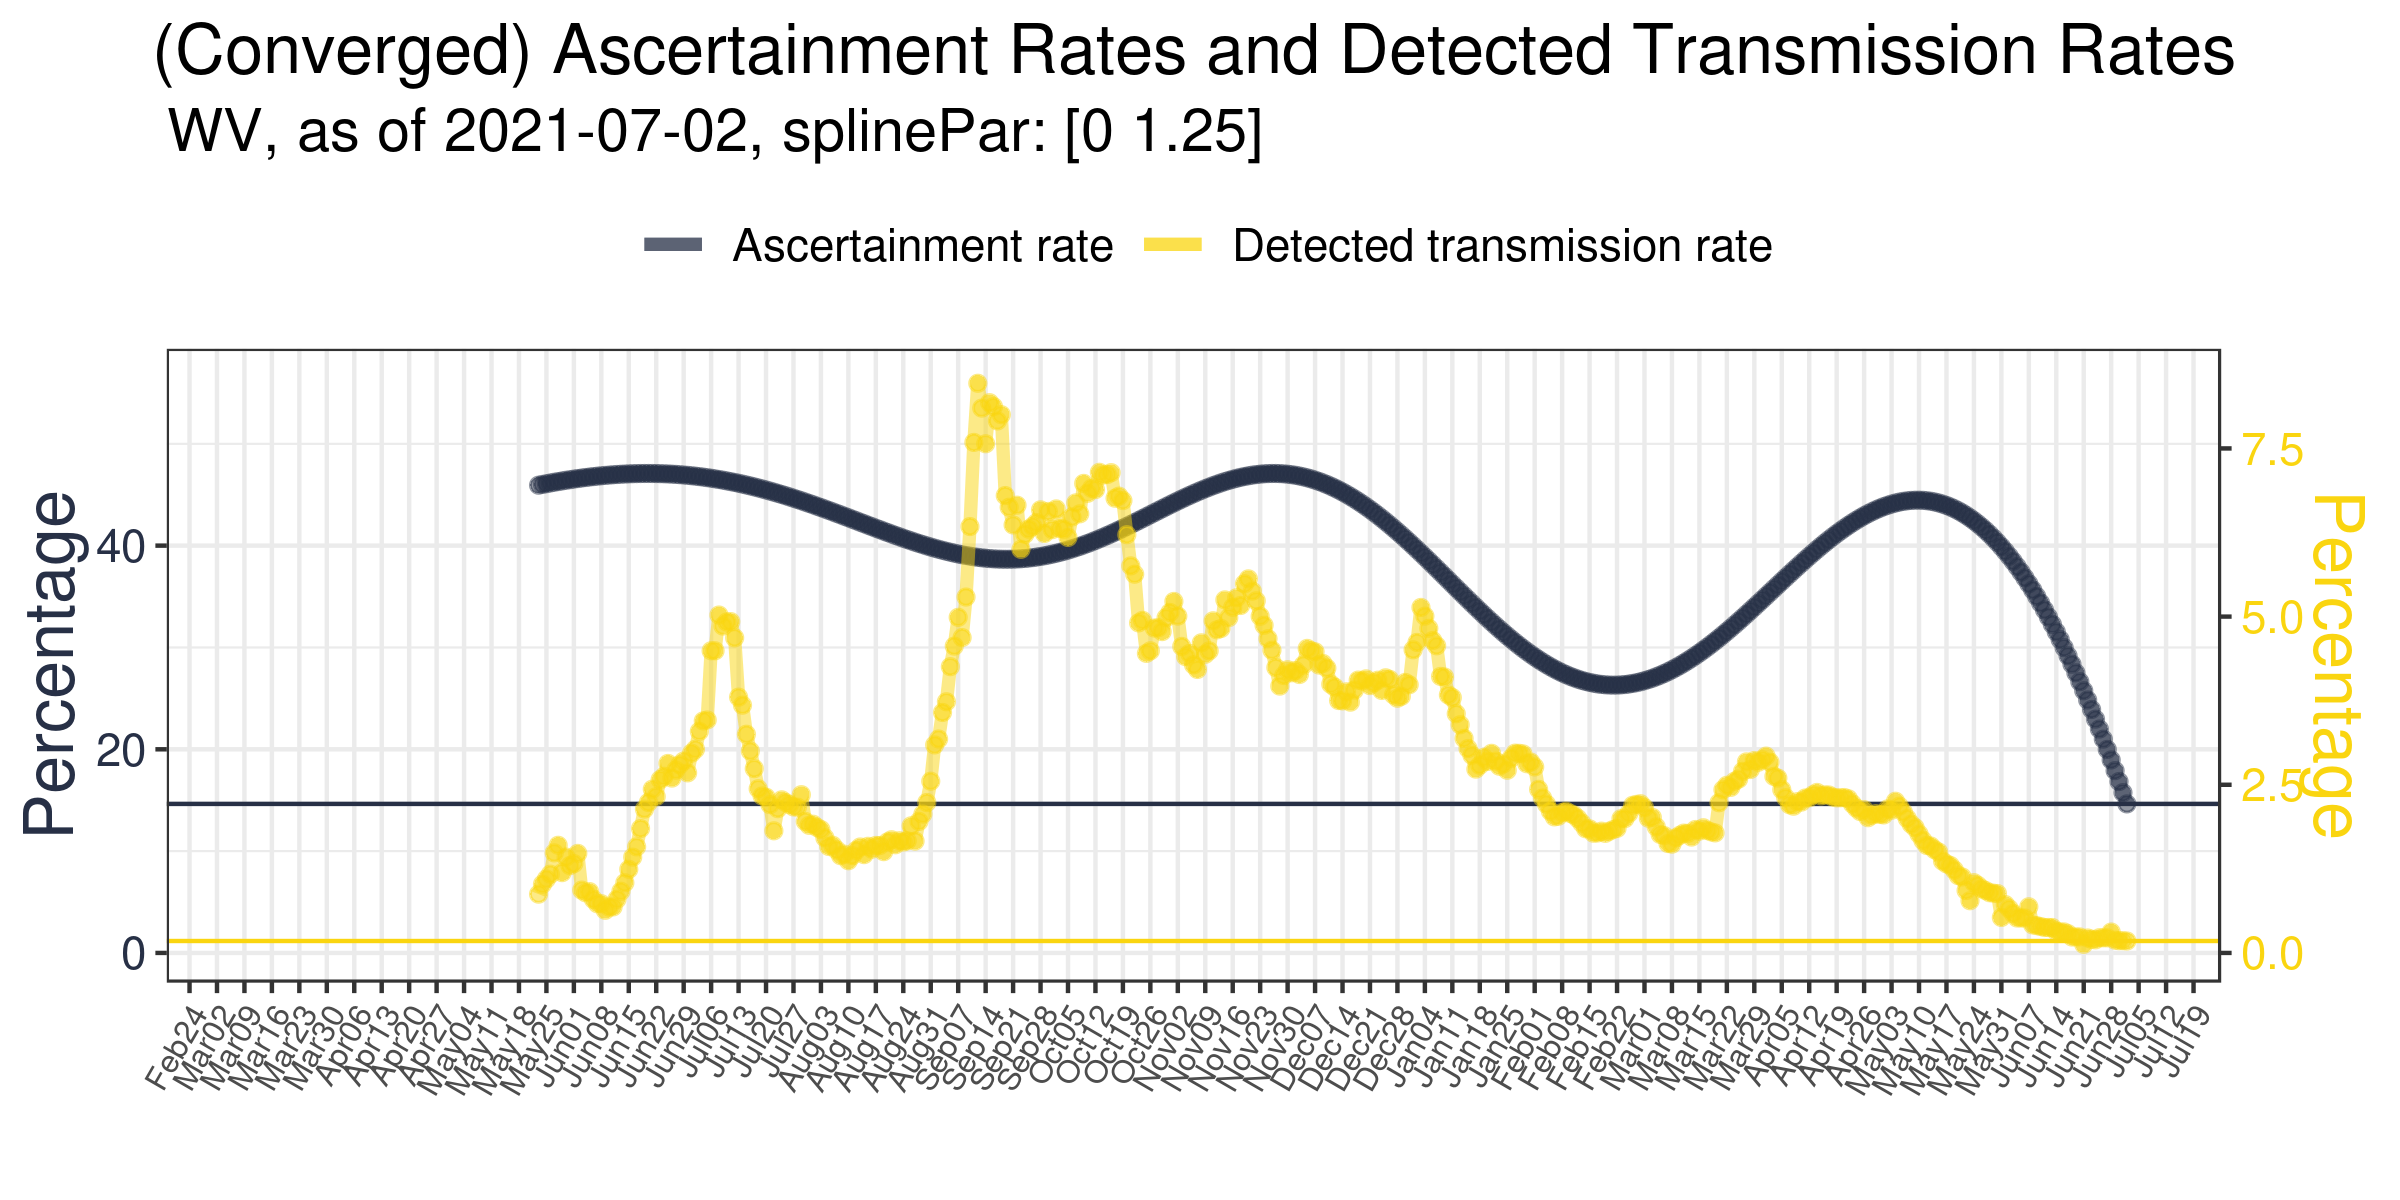 (Converged) Ascertainment Rates and Detected Transmission Rates
WV, as of 2021-07-02, splinePar: [0 1.25]
Ascertainment rate
Detected transmission rate
Percentage
40
20
0
7.5
5.0
2.5
0.0
Percentage
Feb24
Mar02
Mar09
Mar16
Mar23
Mar30
Apr06
Apr13
Apr20
Apr27
May04
May11
May18
May25
Jun01
Jun08
Jun15
Jun22
Jun29
Jul06
Jul13
Jul20
Jul27
Aug03
Aug10
Aug17
Aug24
Aug31
Sep07
Sep14
Sep21
Sep28
Oct05
Oct12
Oct19
Oct26
Nov02
Nov09
Nov16
Nov23
Nov30
Dec07
Dec14
Dec21
Dec28
Jan04
Jan11
Jan18
Jan25
Feb01
Feb08
Feb15
Feb22
Mar01
Mar08
Mar15
Mar22
Mar29
Apr05
Apr12
Apr19
Apr26
May03
May10
May17
May24
May31
Jun07
Jun14
Jun21
Jun28
Jul05
Jul12
Jul19